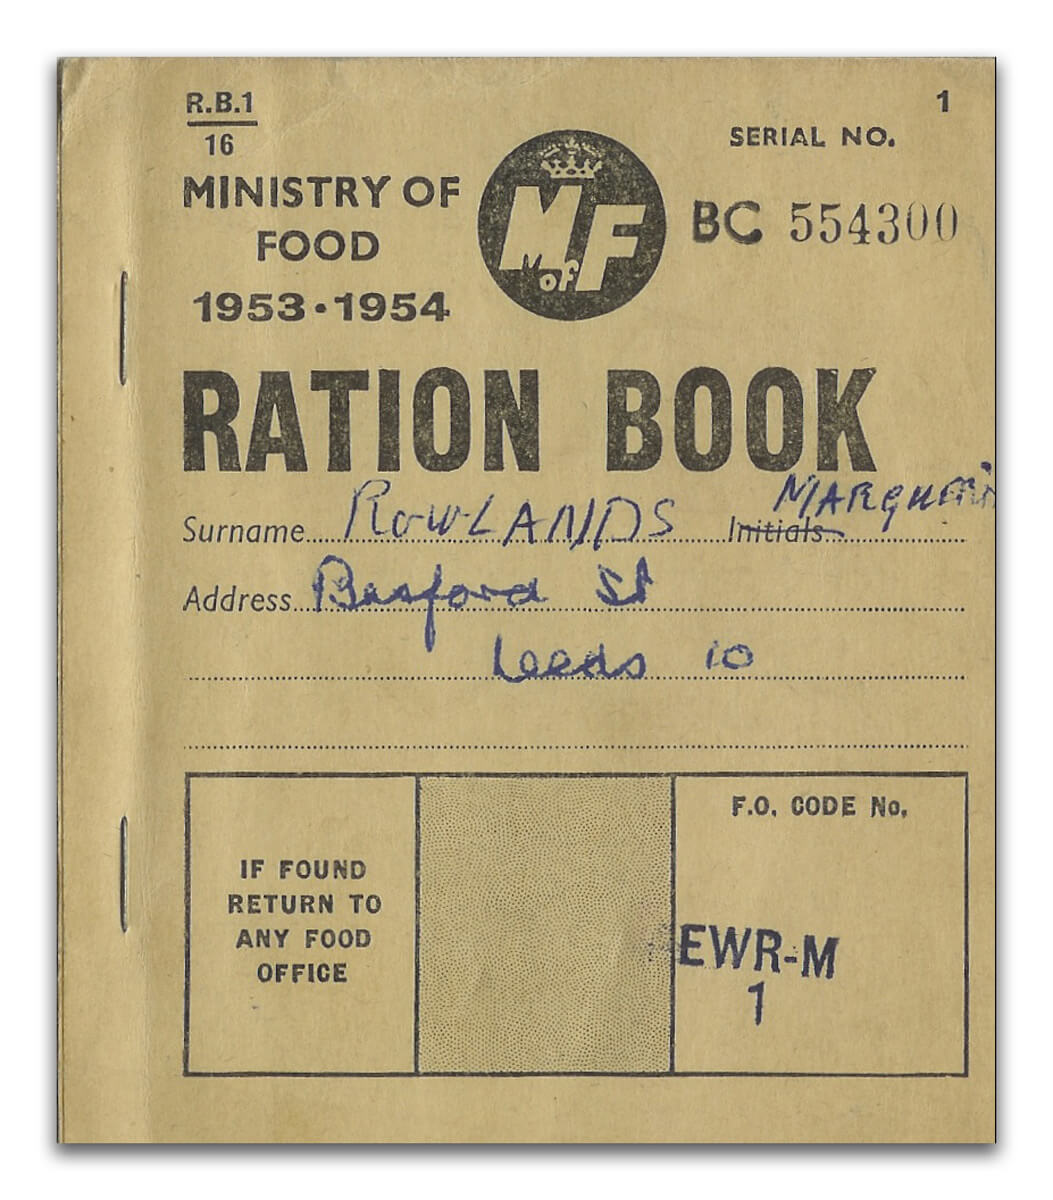 R.B.1
16
1
SERIAL NO.
MINISTRY OF
FOOD
1953·1954
M of F
BC 554300
RATION BOOK
Surname ROWLANDS Initials
Address Basford St
Leeds 10
IF FOUND
RETURN TO
ANY FOOD
OFFICE
F.O. CODE No.
EWR-M
1